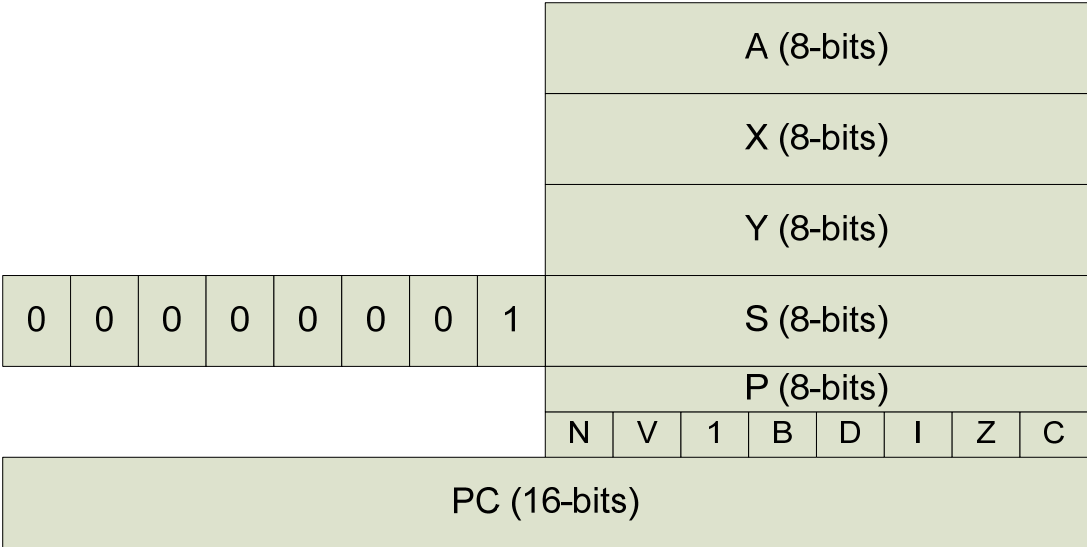 A (8-bits)
X (8-bits)
Y (8-bits)
0 0 0 0 0 0 0 1 S (8-bits)
P (8-bits)
N V 1 B D I Z C
PC (16-bits)